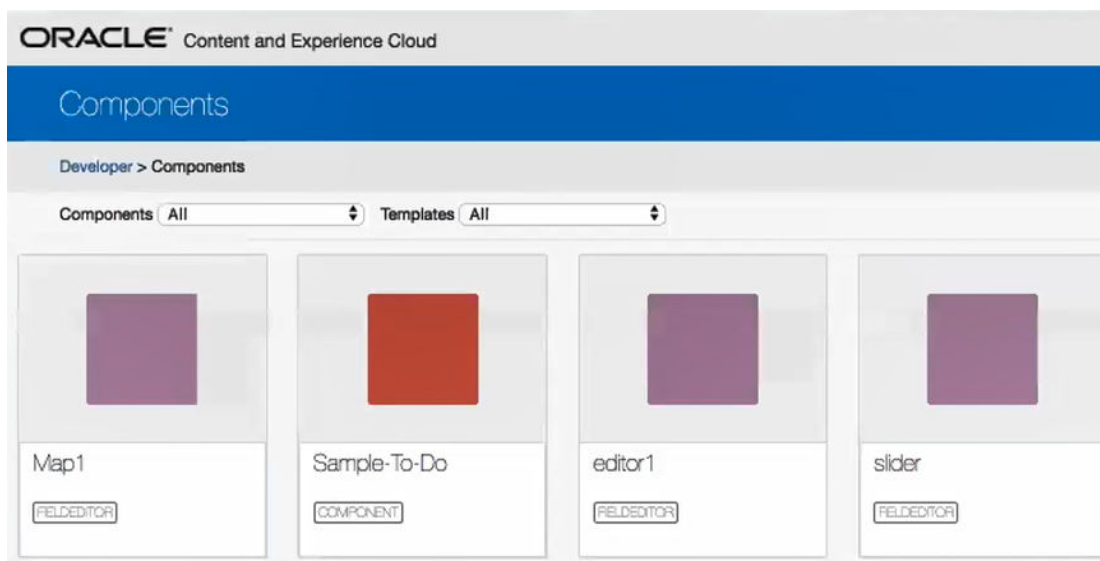 ORACLE Content and Experience Cloud
Components
Developer > Components
Components All Templates All
Map1 Sample-To-Do editor1 slider
FIELDEDITOR COMPONENT FIELDEDITOR FIELDEDITOR